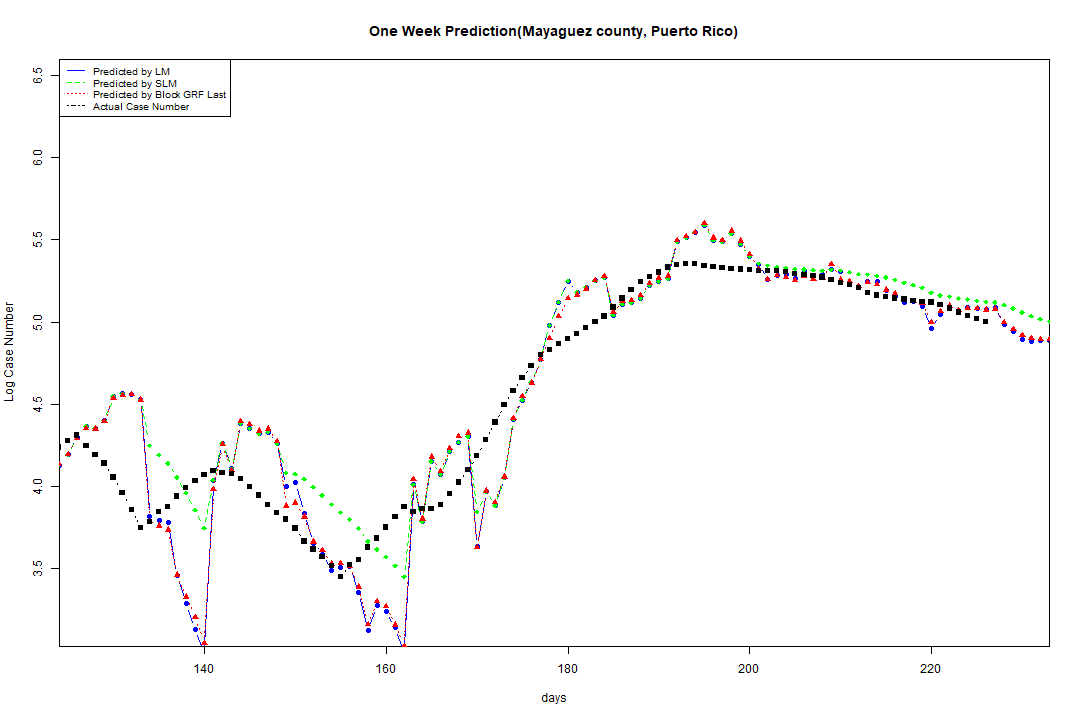 One Week Prediction(Mayaguez county, Puerto Rico)
Predicted by LM
Predicted by SLM
Predicted by Block GRF Last
Actual Case Number
6.5
6.0
5.5
5.0
4.5
4.0
3.5
Log Case Number
140 160 180 200 220
days